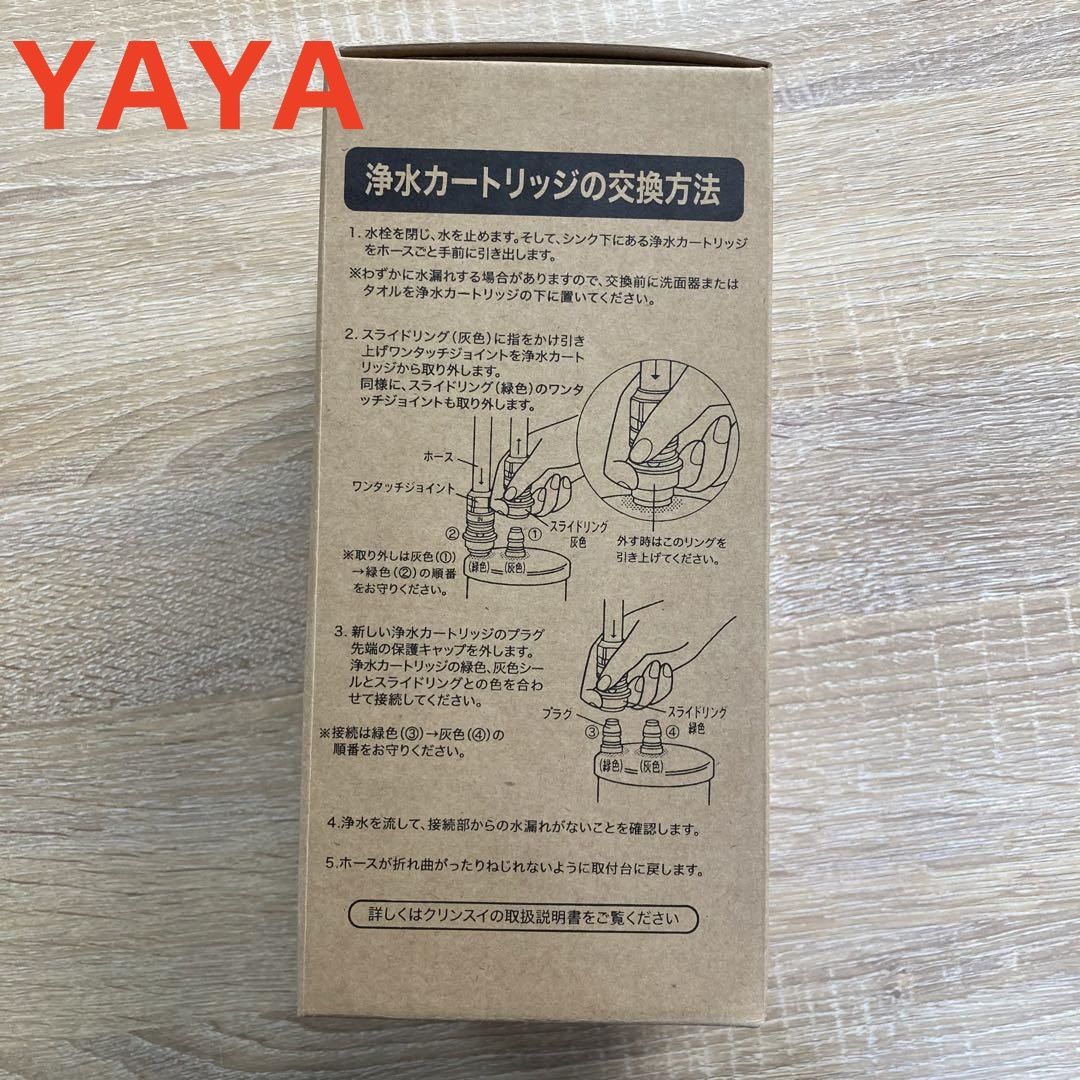 YAYA
浄水カートリッジの交換方法
1. 水栓を閉じ、水を止めます。そして、シンク下にある浄水カートリッジ
をホースごと手前に引き出します。
※わずかに水漏れする場合がありますので、交換前に洗面器または
タオルを浄水カートリッジの下に置いてください。
2. スライドリング(灰色)に指をかけ引き
上げワンタッチジョイントを浄水カート
リッジから取り外します。
同様に、スライドリング(緑色)のワンタ
ッチジョイントも取り外します。
ホース
ワンタッチジョイント
IN
②
①
スライドリング
灰色
(緑色)
(灰色)
外す時はこのリングを
引き上げてください。
※取り外しは灰色(①)
→緑色(②)の順番
をお守りください。
3. 新しい浄水カートリッジのプラグ
先端の保護キャップを外します。
浄水カートリッジの緑色、灰色シー
ルとスライドリングとの色を合わ
せて接続してください。
プラグ
スライドリング
緑色
③
④
(緑色)
(灰色)
※接続は緑色(③)→灰色(④)の
順番をお守りください。
4.浄水を流して、接続部からの水漏れがないことを確認します。
5.ホースが折れ曲がったりねじれないように取付台に戻します。
詳しくはクリンスイの取扱説明書をご覧ください